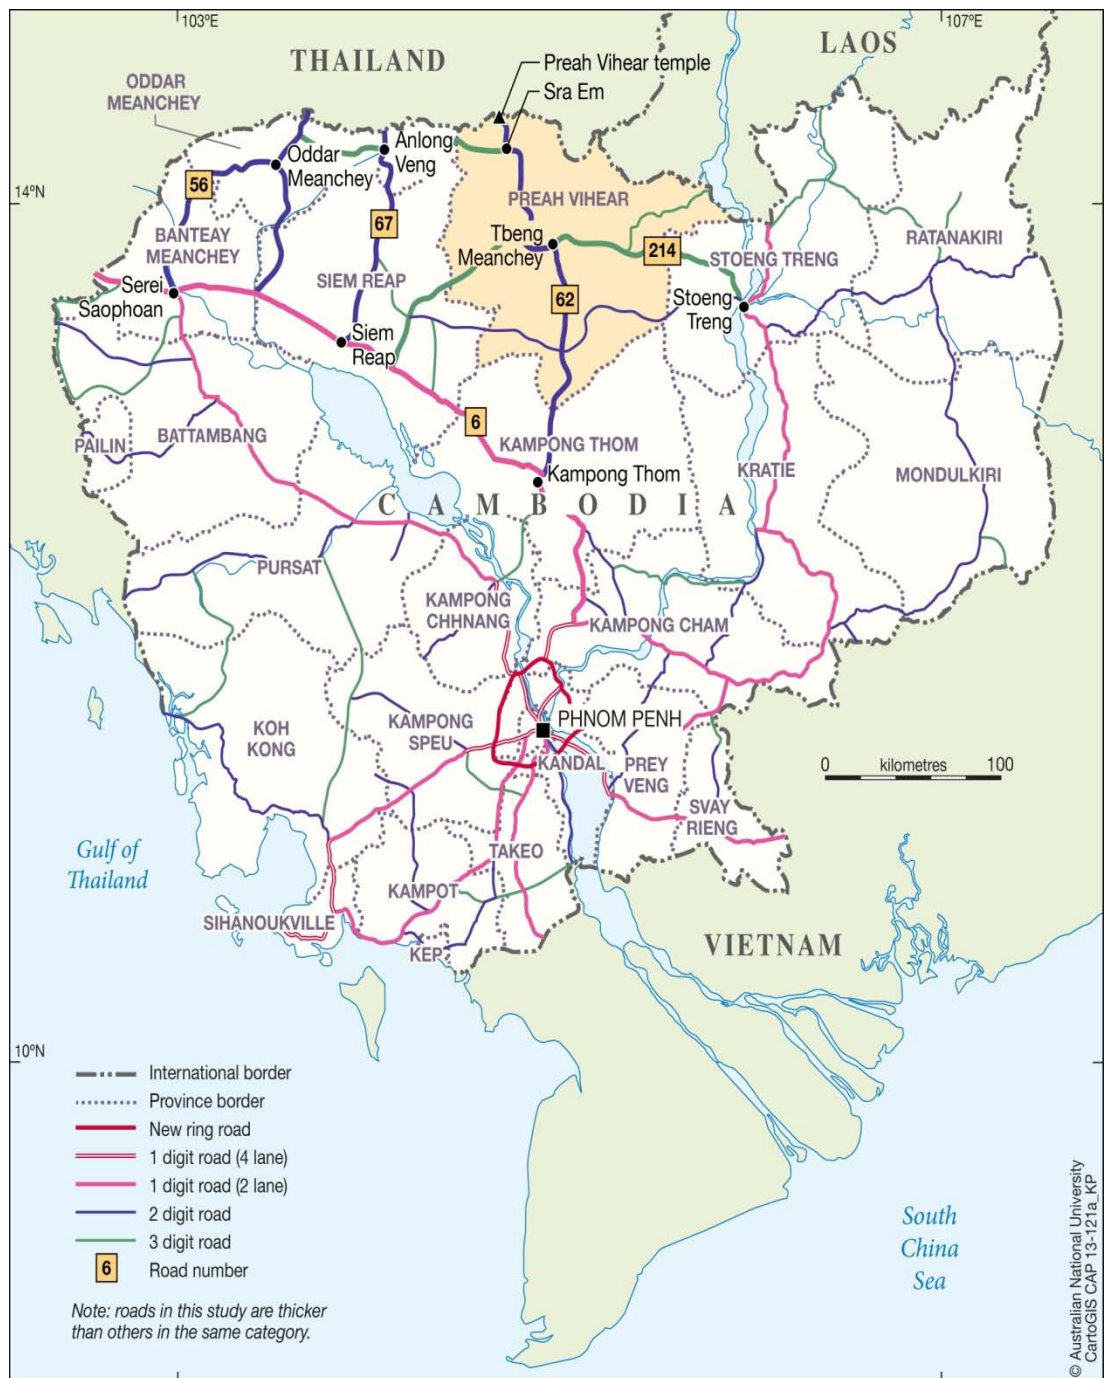 103°E
107°E
THAILAND
LAOS
Preah Vihear temple
Sra Em
ODDAR
MEANCHEY
Oddar
Meanchey
Anlong
Veng
56
14°N
PREAH VIHEAR
67
BANTEAY
MEANCHEY
Tbeng
Meanchey
214
RATANAKIRI
STOENG TRENG
SIEM REAP
Serei
Saophoan
62
Stoeng
Treng
Siem
Reap
6
PAILIN
BATTAMBANG
KAMPONG THOM
KRATIE
MONDULKIRI
Kampong Thom
CAMBODIA
PURSAT
KAMPONG
CHHNANG
KAMPONG CHAM
KOH
KONG
KAMPONG
SPEU
PHNOM PENH
KANDAL
PREY
VENG
0 kilometres 100
SVAY
RIENG
Gulf of
Thailand
TAKEO
KAMPOT
SIHANOUKVILLE
KEP
VIETNAM
10°N
International border
Province border
New ring road
1 digit road (4 lane)
1 digit road (2 lane)
2 digit road
3 digit road
6 Road number
Note: roads in this study are thicker
than others in the same category.
South
China
Sea
© Australian National University
CartoGIS CAP 13-121a_KP